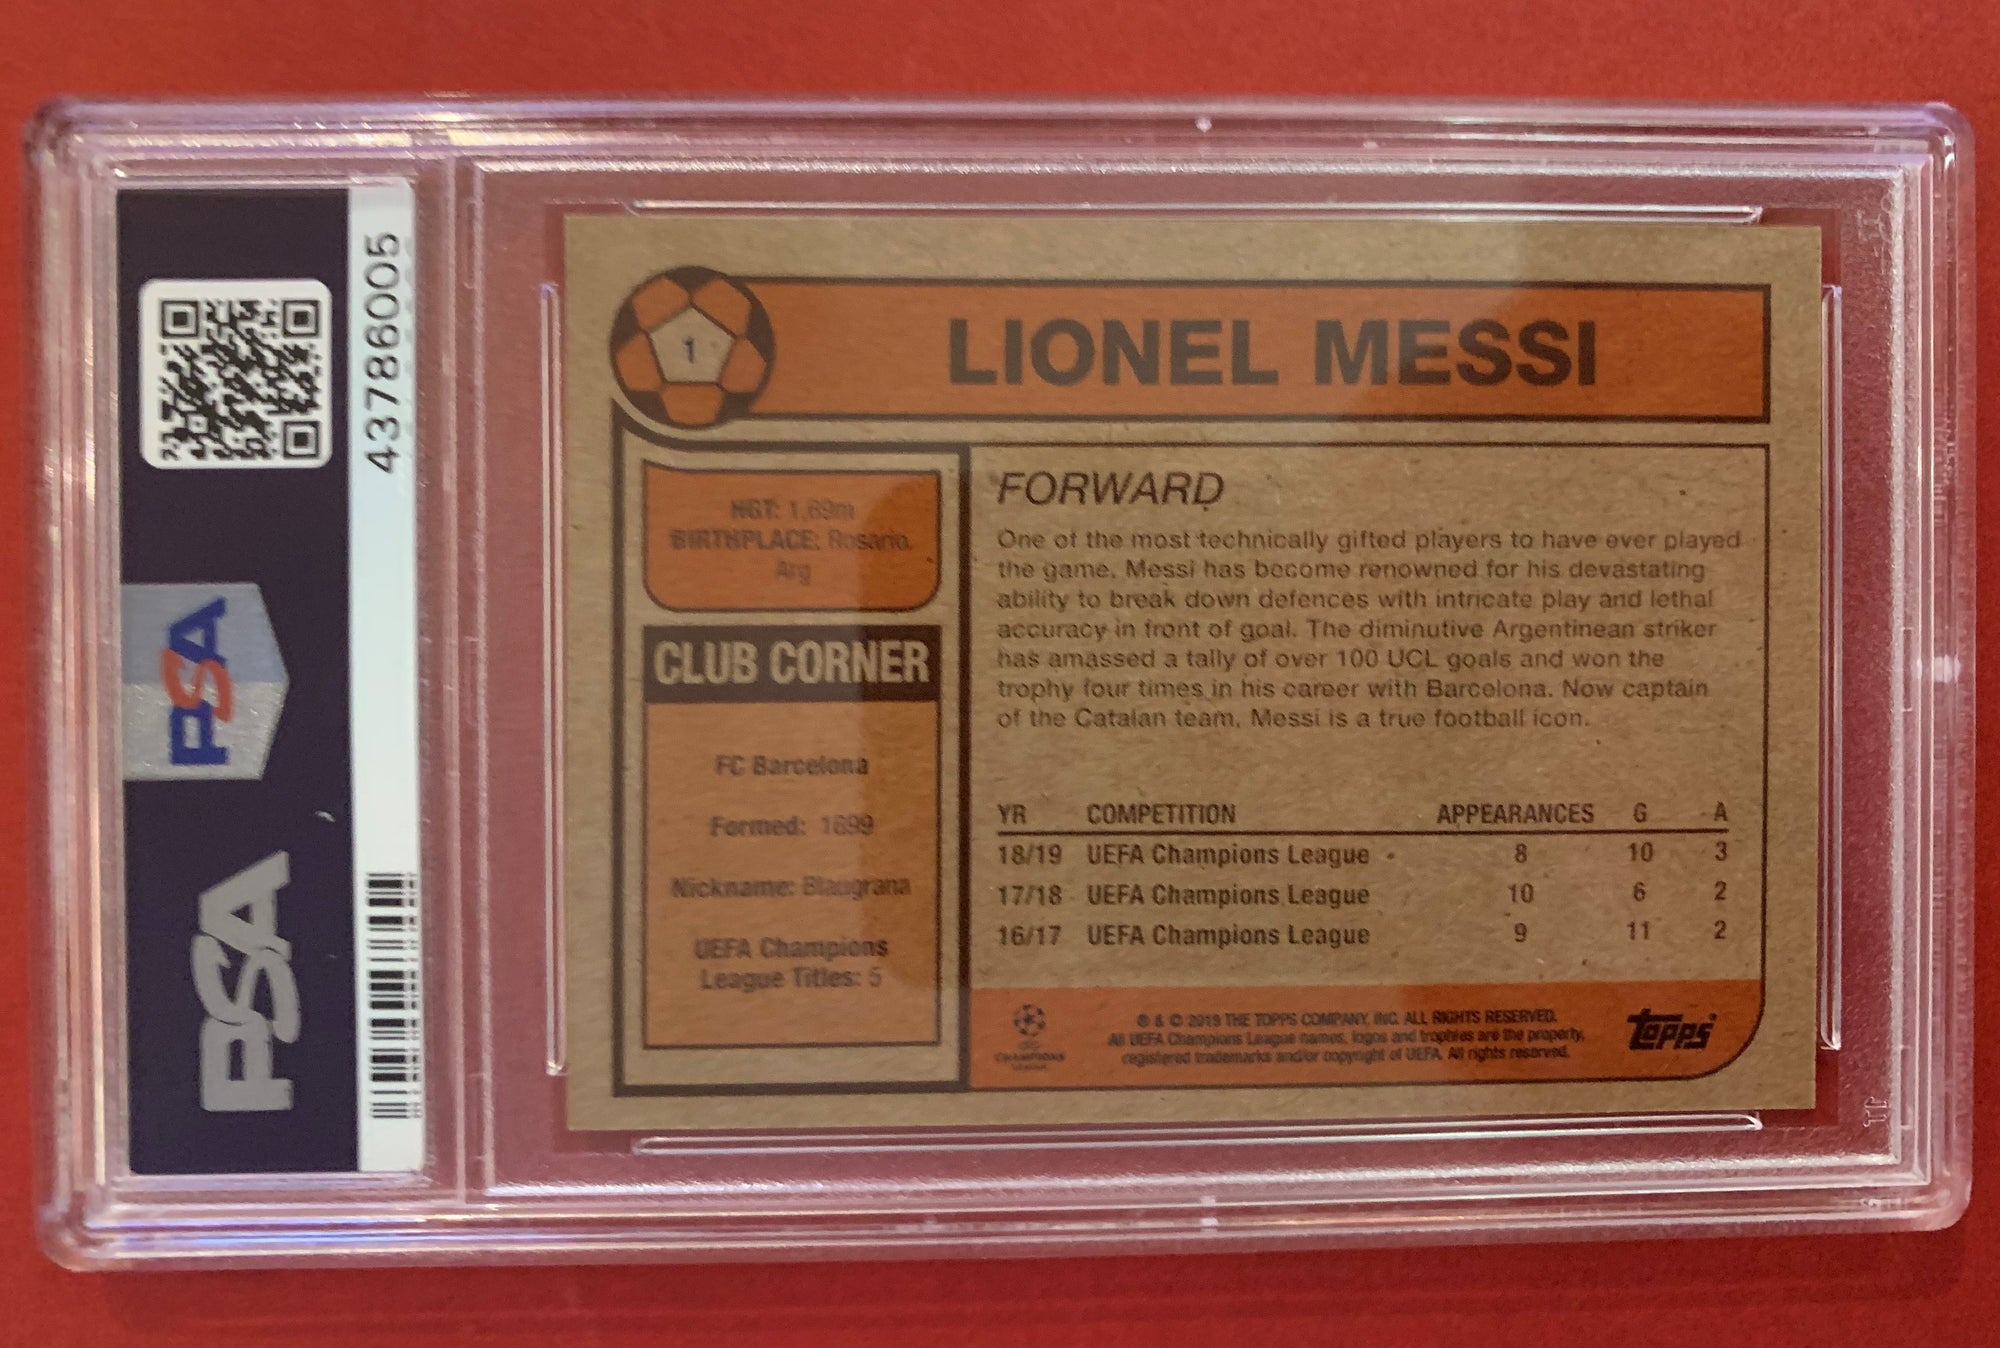 43786005
PSA
PSA
1
LIONEL MESSI
HGT: 1,69m
BIRTHPLACE: Rosario,
Arg
CLUB CORNER
FC Barcelona
Formed: 1899
Nickname: Blaugrana
UEFA Champions
League Titles: 5
FORWARD
One of the most technically gifted players to have ever played
the game, Messi has become renowned for his devastating
ability to break down defences with intricate play and lethal
accuracy in front of goal. The diminutive Argentinean striker
has amassed a tally of over 100 UCL goals and won the
trophy four times in his career with Barcelona. Now captain
of the Catalan team, Messi is a true football icon.
YR COMPETITION APPEARANCES G A
18/19 UEFA Champions League 8 10 3
17/18 UEFA Champions League 10 6 2
16/17 UEFA Champions League 9 11 2
CHAMPIONS
LEAGUE
® & © 2019 THE TOPPS COMPANY, INC. ALL RIGHTS RESERVED.
All UEFA Champions League names, logos and trophies are the property,
registered trademarks and/or copyright of UEFA. All rights reserved.
Topps